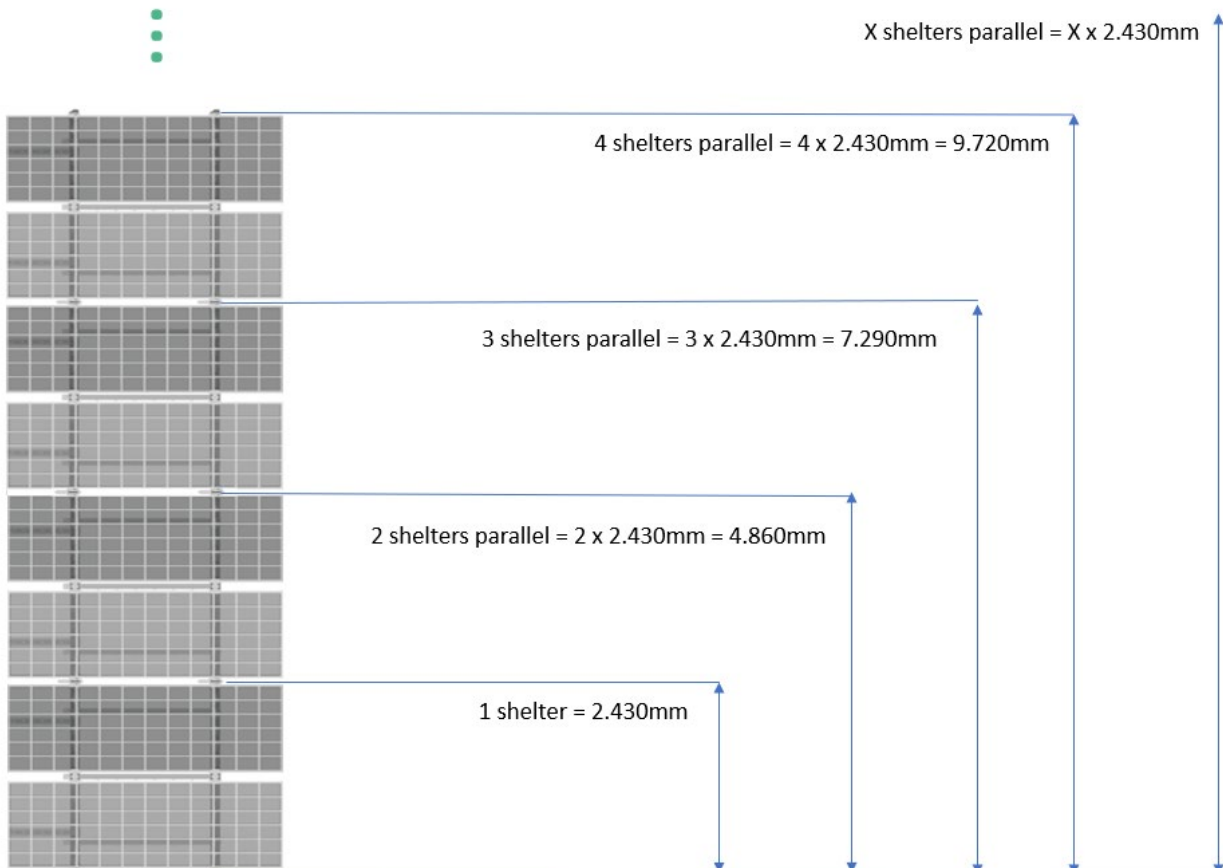 X shelters parallel = X x 2.430mm
4 shelters parallel = 4 x 2.430mm = 9.720mm
3 shelters parallel = 3 x 2.430mm = 7.290mm
2 shelters parallel = 2 x 2.430mm = 4.860mm
1 shelter = 2.430mm